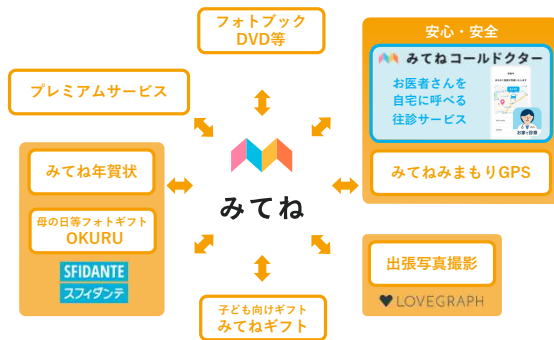 フォトブック
DVD等
安心・安全
みてねコールドクター
お医者さんを
自宅に呼べる
往診サービス
お家で診察
プレミアムサービス
みてね年賀状
みてねみまもりGPS
母の日等フォトギフト
OKURU
みてね
SFIDANTE
スフィダンテ
出張写真撮影
LOVEGRAPH
子ども向けギフト
みてねギフト